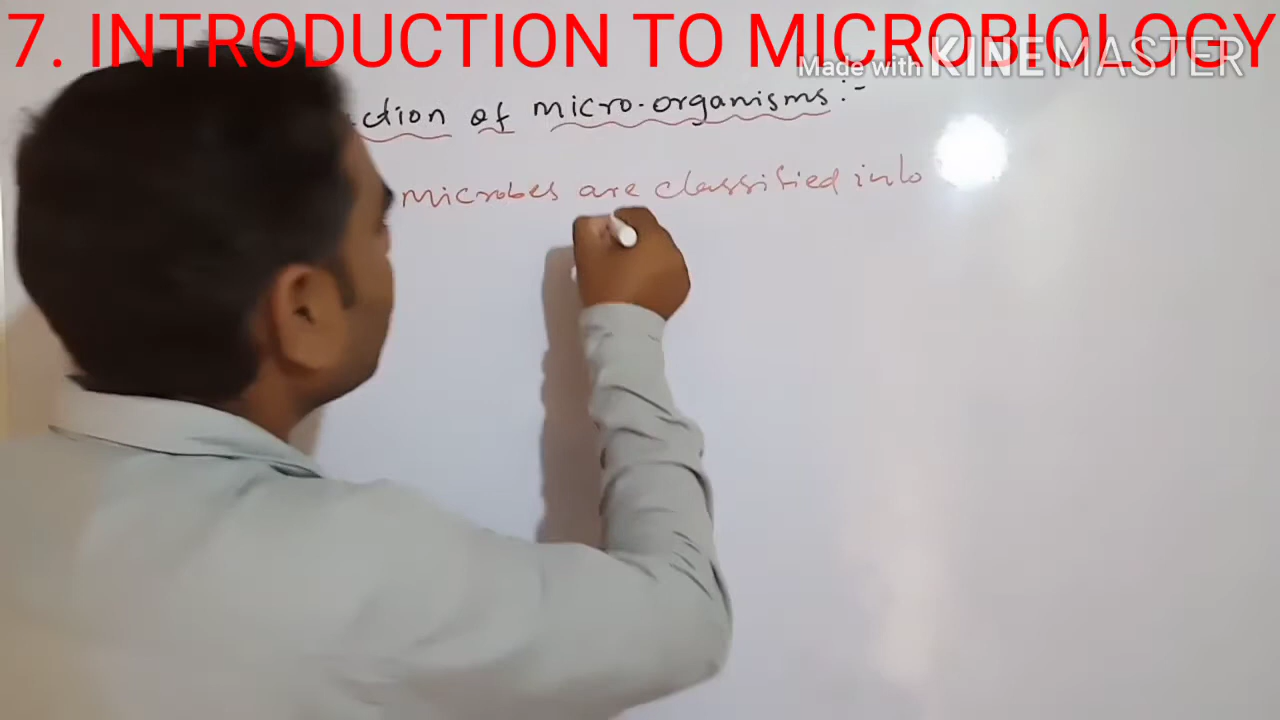 7. INTRODUCTION TO MICROBIOLOGY
Made with KINEMASTER
ction of micro-organisms:-
Microbes are classified into